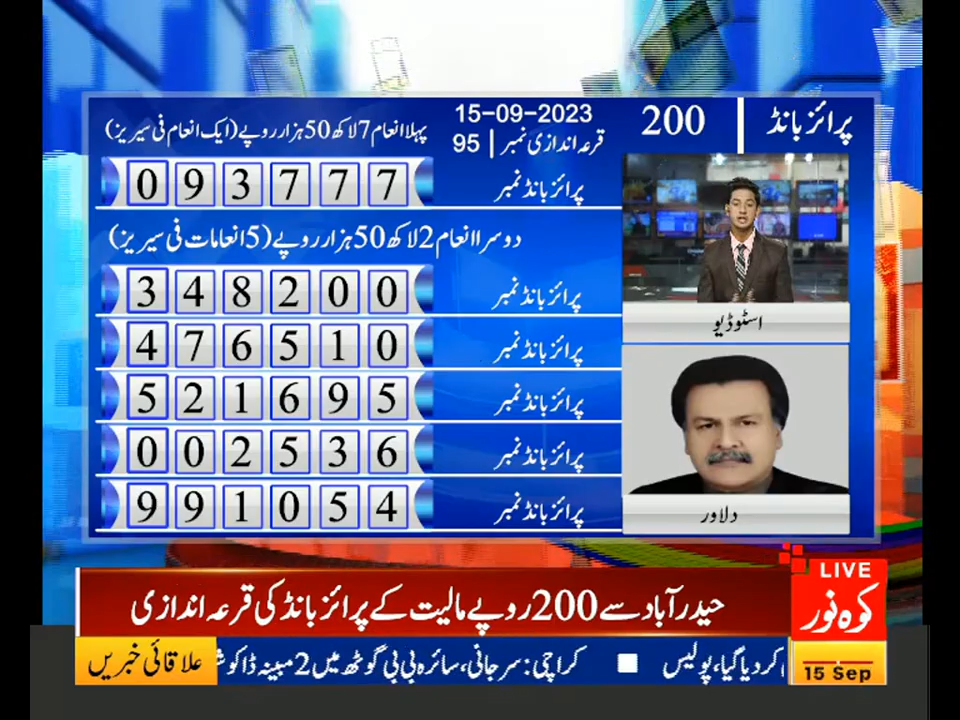 پرائز بانڈ
200
15-09-2023
قرعہ اندازی نمبر | 95
پہلا انعام 7 لاکھ 50 ہزار روپے (ایک انعام فی سیریز)
پرائز بانڈ نمبر 093777
دوسرا انعام 2 لاکھ 50 ہزار روپے (5 انعامات فی سیریز)
پرائز بانڈ نمبر 348200
پرائز بانڈ نمبر 476510
پرائز بانڈ نمبر 521695
پرائز بانڈ نمبر 002536
پرائز بانڈ نمبر 991054
اسٹوڈیو
دلاور
حیدرآباد سے 200 روپے مالیت کے پرائز بانڈ کی قرعہ اندازی
LIVE
کوہ نور
15 Sep
علاقائی خبریں
کر دیا گیا، پولیس ■ کراچی: سرجانی، سائرہ بی بی گوٹھ میں 2 مبینہ